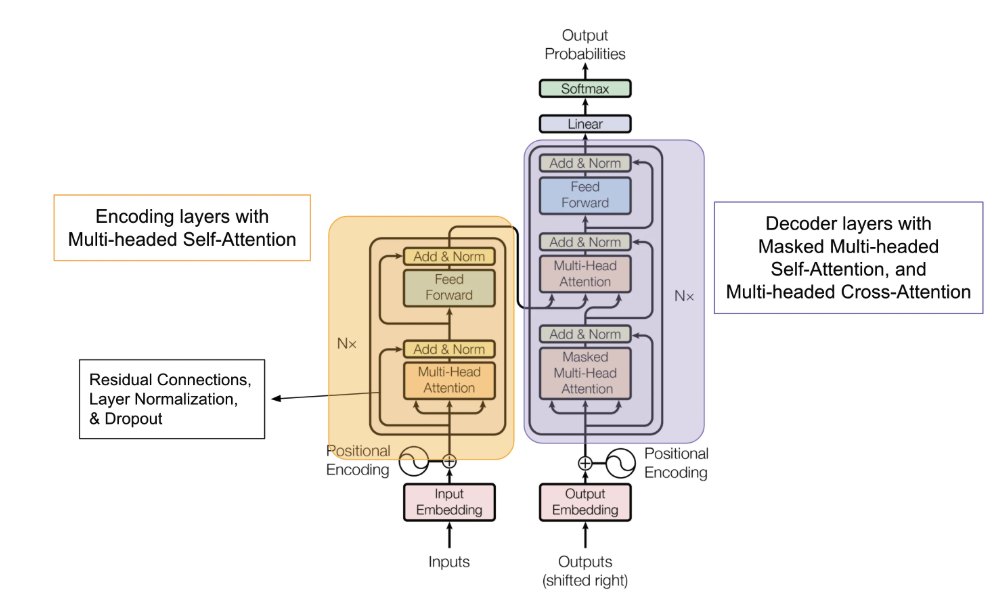 Output
Probabilities
Softmax
Linear
Add & Norm
Feed
Forward
Add & Norm
Multi-Head
Attention
Nx
Add & Norm
Masked
Multi-Head
Attention
Decoder layers with
Masked Multi-headed
Self-Attention, and
Multi-headed Cross-Attention
Encoding layers with
Multi-headed Self-Attention
Add & Norm
Feed
Forward
Nx
Add & Norm
Multi-Head
Attention
Residual Connections,
Layer Normalization,
& Dropout
Positional
Encoding
Positional
Encoding
Input
Embedding
Output
Embedding
Inputs
Outputs
(shifted right)